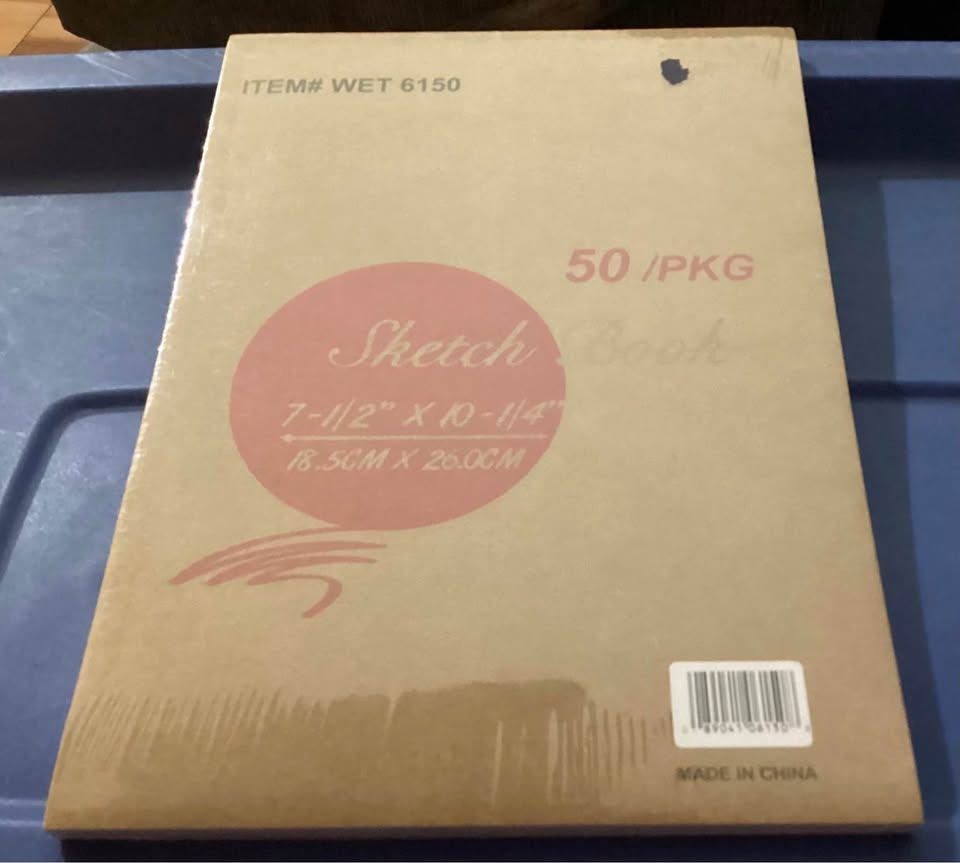 ITEM# WET 6150
50 /PKG
Sketch Book
7-1/2" X 10-1/4"
18.5CM X 26.0CM
MADE IN CHINA